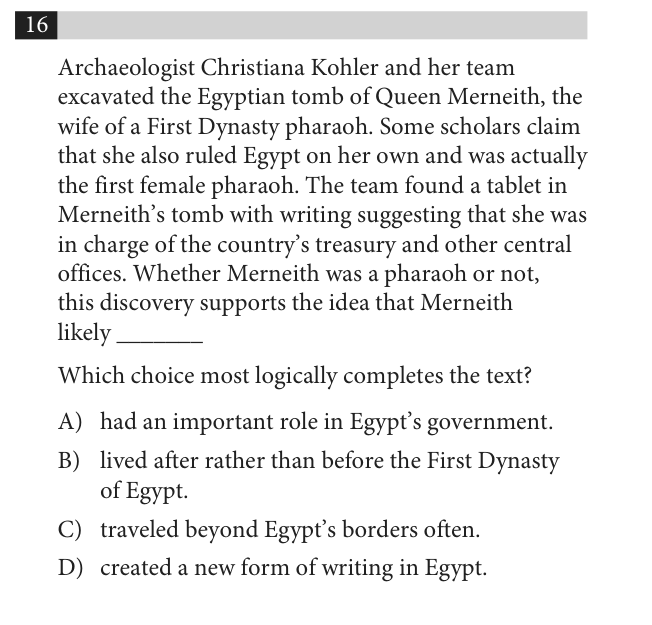 16
Archaeologist Christiana Kohler and her team
excavated the Egyptian tomb of Queen Merneith, the
wife of a First Dynasty pharaoh. Some scholars claim
that she also ruled Egypt on her own and was actually
the first female pharaoh. The team found a tablet in
Merneith’s tomb with writing suggesting that she was
in charge of the country’s treasury and other central
offices. Whether Merneith was a pharaoh or not,
this discovery supports the idea that Merneith
likely _______
Which choice most logically completes the text?
A) had an important role in Egypt’s government.
B) lived after rather than before the First Dynasty
of Egypt.
C) traveled beyond Egypt’s borders often.
D) created a new form of writing in Egypt.